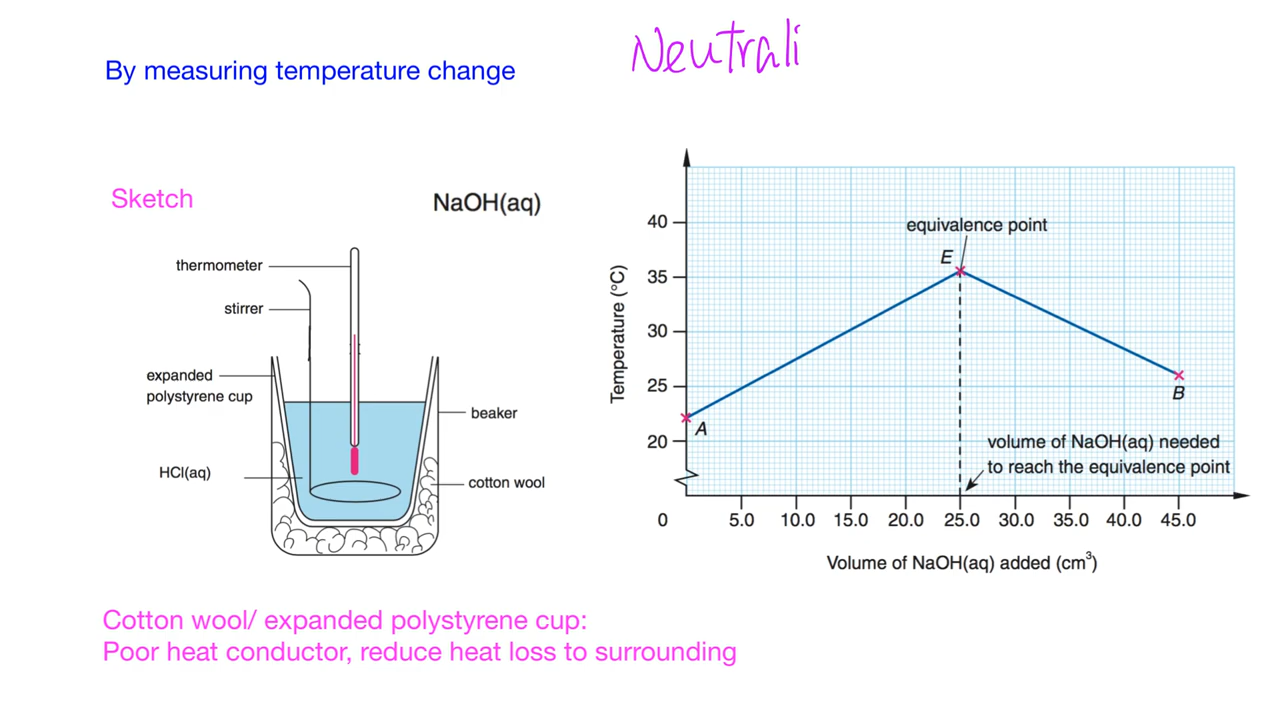 By measuring temperature change
Neutrali
Sketch
NaOH(aq)
thermometer
stirrer
expanded
polystyrene cup
beaker
HCl(aq)
cotton wool
Temperature (°C)
40
35
30
25
20
equivalence point
E
A
B
volume of NaOH(aq) needed
to reach the equivalence point
0 5.0 10.0 15.0 20.0 25.0 30.0 35.0 40.0 45.0
Volume of NaOH(aq) added (cm³)
Cotton wool/ expanded polystyrene cup:
Poor heat conductor, reduce heat loss to surrounding